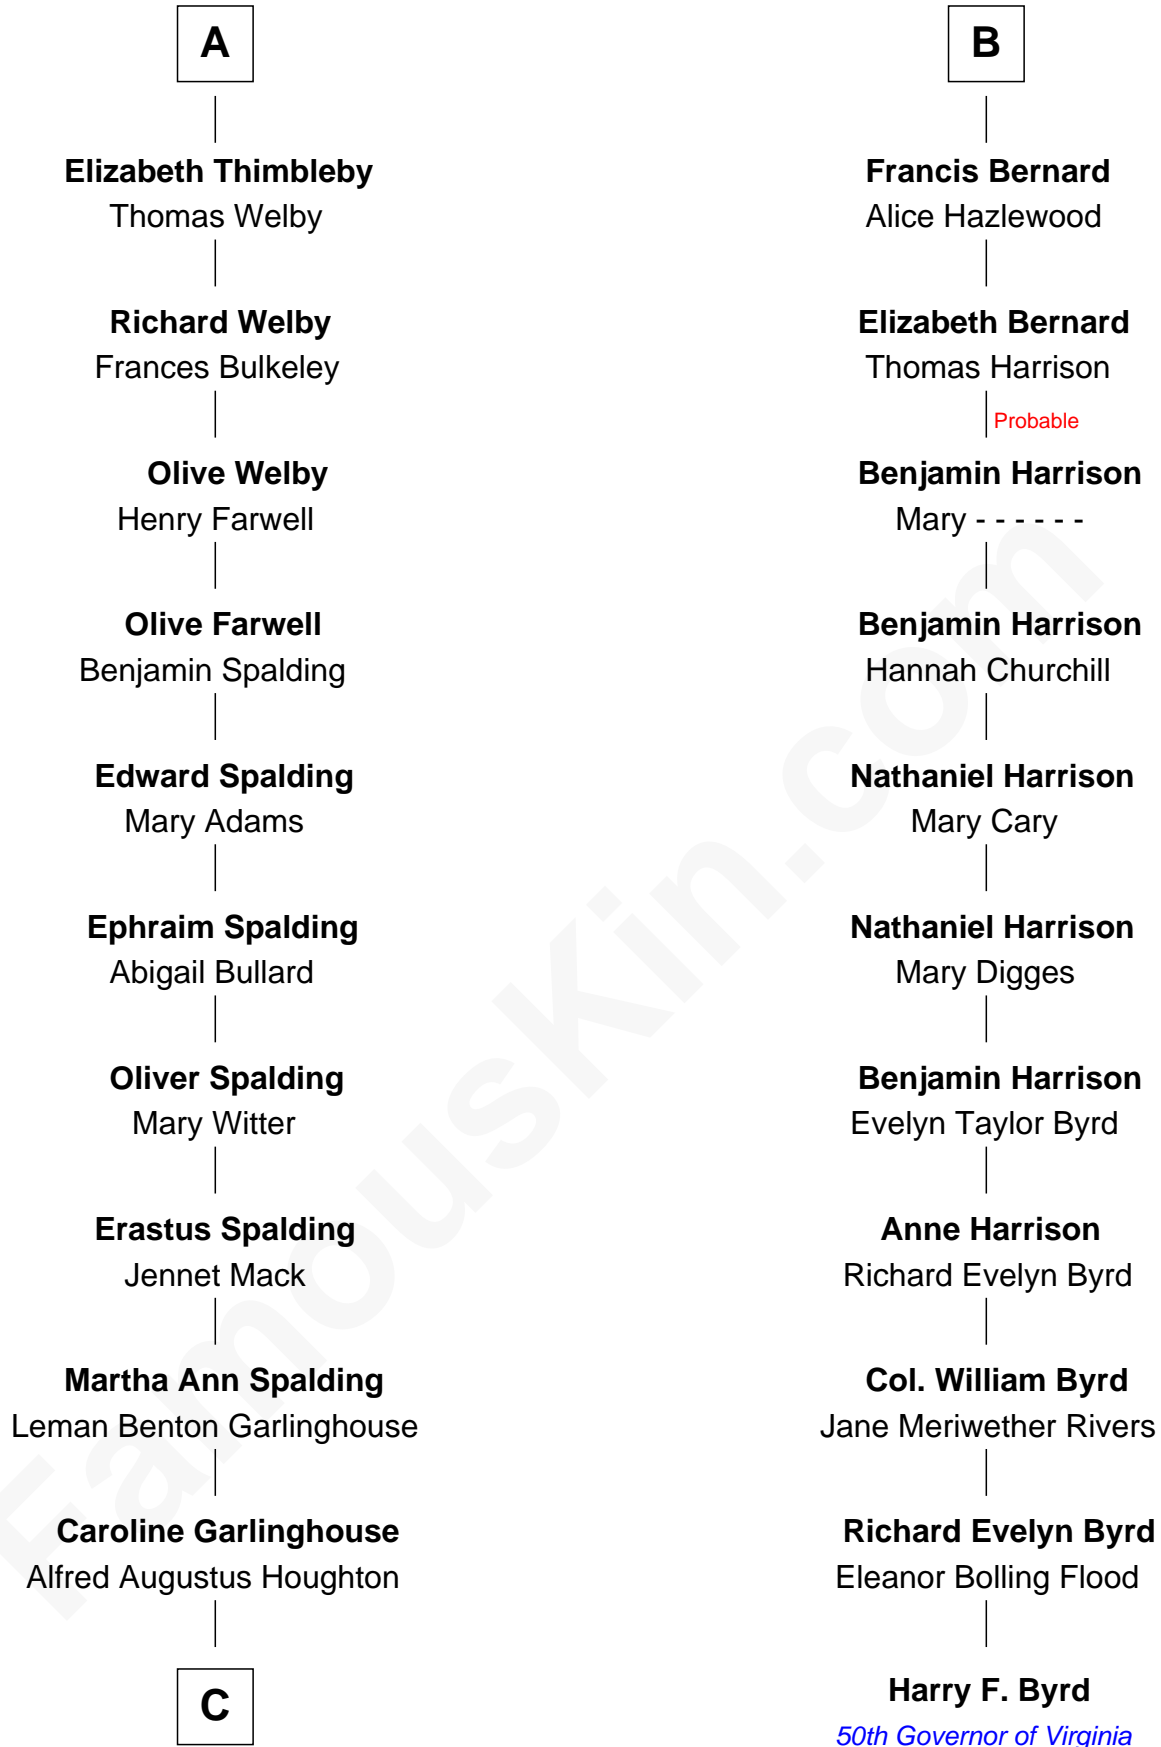 A
Elizabeth Thimbleby
Thomas Welby
Richard Welby
Frances Bulkeley
Olive Welby
Henry Farwell
Olive Farwell
Benjamin Spalding
Edward Spalding
Mary Adams
Ephraim Spalding
Abigail Bullard
Oliver Spalding
Mary Witter
Erastus Spalding
Jennet Mack
Martha Ann Spalding
Leman Benton Garlinghouse
Caroline Garlinghouse
Alfred Augustus Houghton
C
B
Francis Bernard
Alice Hazlewood
Elizabeth Bernard
Thomas Harrison
Probable
Benjamin Harrison
Mary - - - - - -
Benjamin Harrison
Hannah Churchill
Nathaniel Harrison
Mary Cary
Nathaniel Harrison
Mary Digges
Benjamin Harrison
Evelyn Taylor Byrd
Anne Harrison
Richard Evelyn Byrd
Col. William Byrd
Jane Meriwether Rivers
Richard Evelyn Byrd
Eleanor Bolling Flood
Harry F. Byrd
50th Governor of Virginia
FamousKin.com